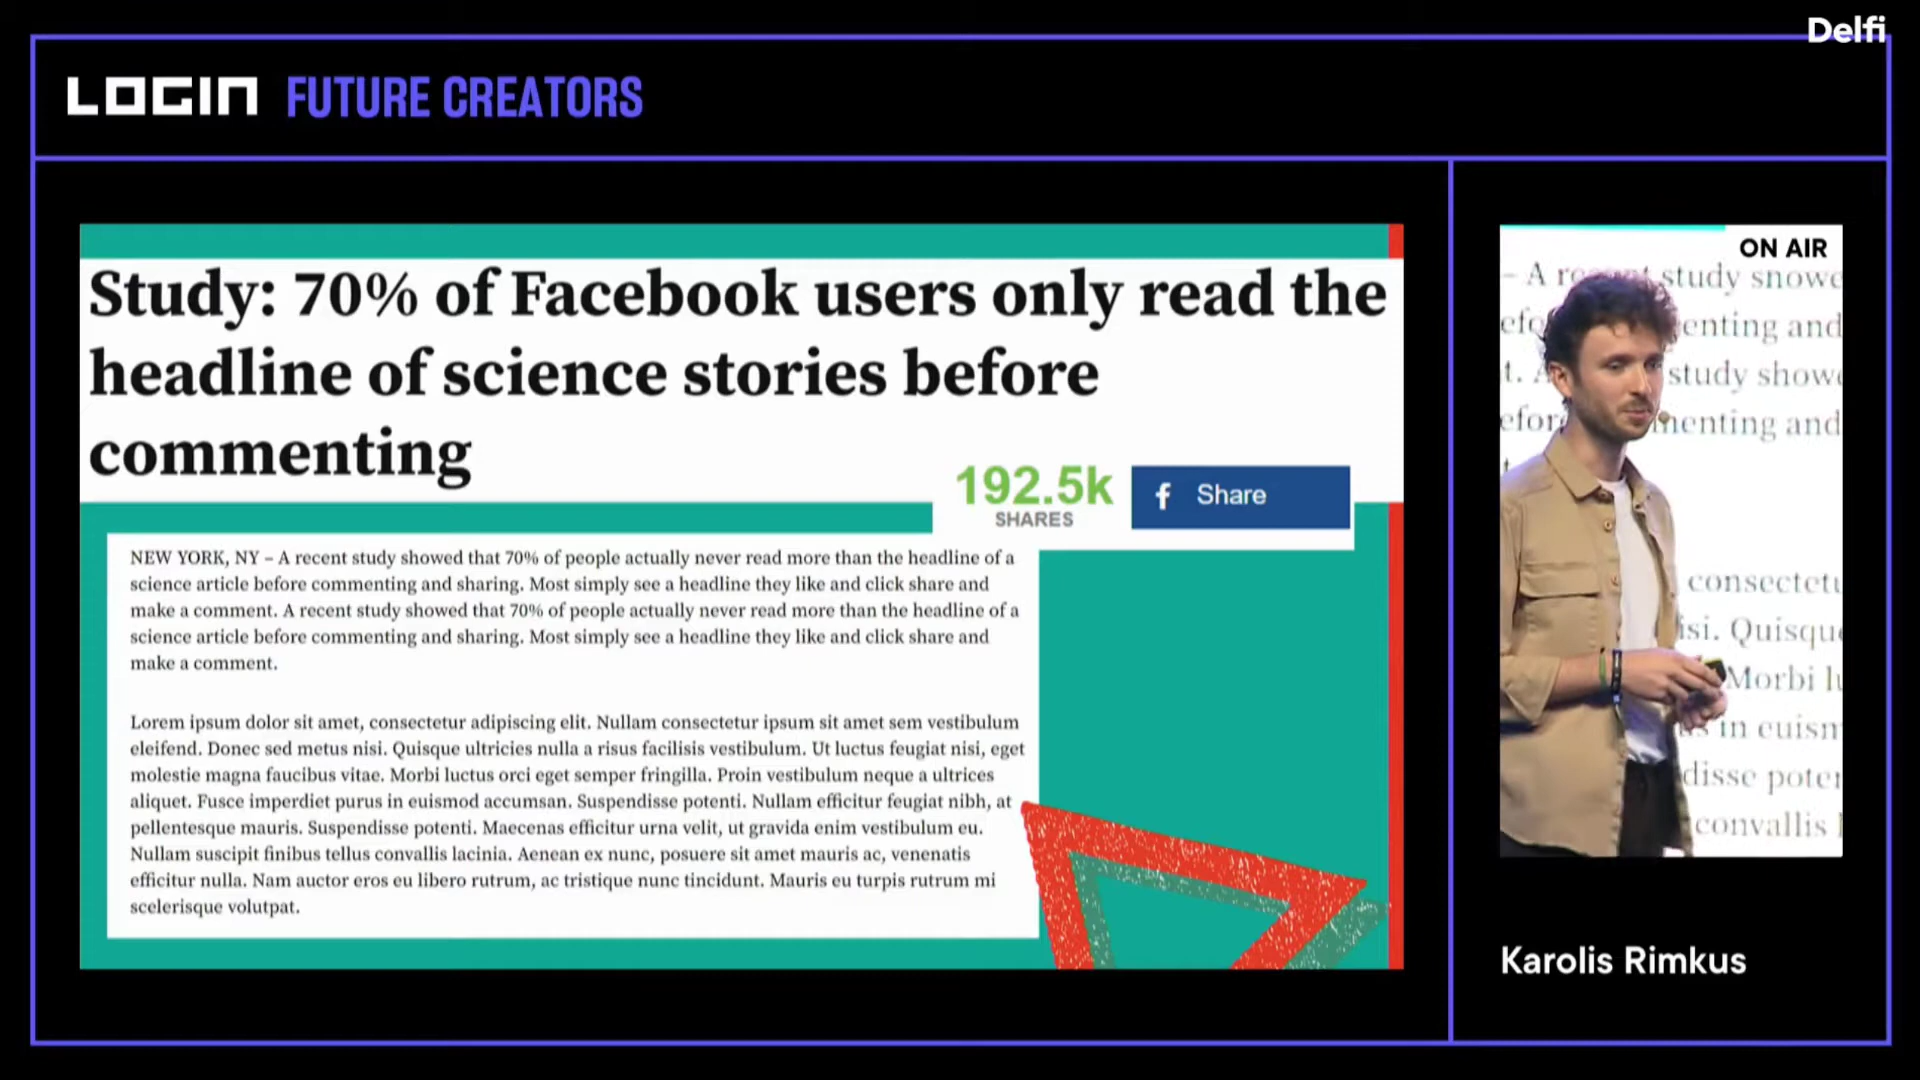 Delfi
LOGIN FUTURE CREATORS
Study: 70% of Facebook users only read the
headline of science stories before
commenting
192.5k
SHARES
f Share
NEW YORK, NY – A recent study showed that 70% of people actually never read more than the headline of a
science article before commenting and sharing. Most simply see a headline they like and click share and
make a comment. A recent study showed that 70% of people actually never read more than the headline of a
science article before commenting and sharing. Most simply see a headline they like and click share and
make a comment.
Lorem ipsum dolor sit amet, consectetur adipiscing elit. Nullam consectetur ipsum sit amet sem vestibulum
eleifend. Donec sed metus nisi. Quisque ultricies nulla a risus facilisis vestibulum. Ut luctus feugiat nisi, eget
molestie magna faucibus vitae. Morbi luctus orci eget semper fringilla. Proin vestibulum neque a ultrices
aliquet. Fusce imperdiet purus in euismod accumsan. Suspendisse potenti. Nullam efficitur feugiat nibh, at
pellentesque mauris. Suspendisse potenti. Maecenas efficitur urna velit, ut gravida enim vestibulum eu.
Nullam suscipit finibus tellus convallis lacinia. Aenean ex nunc, posuere sit amet mauris ac, venenatis
efficitur nulla. Nam auctor eros eu libero rutrum, ac tristique nunc tincidunt. Mauris eu turpis rutrum mi
scelerisque volutpat.
ON AIR
– A study
and
study
and
Morbi
in
convallis
Karolis Rimkus